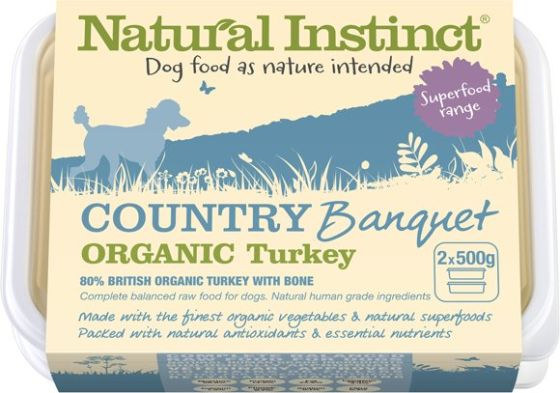 Natural Instinct®
Dog food as nature intended
Superfood
range
COUNTRY Banquet
ORGANIC Turkey
2x500g
80% BRITISH ORGANIC TURKEY WITH BONE
Complete balanced raw food for dogs. Natural human grade ingredients
Made with the finest organic vegetables & natural superfoods
Packed with natural antioxidants & essential nutrients